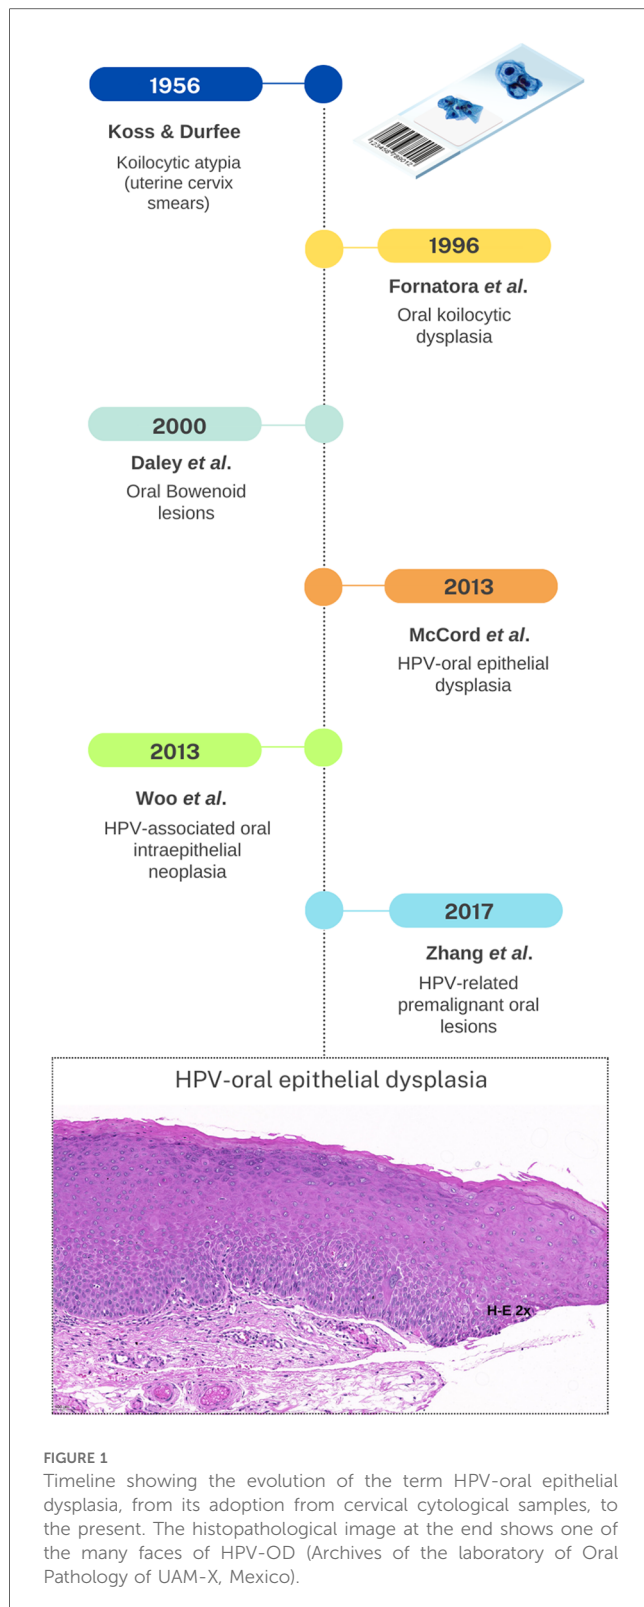 1956
Koss & Durfee
Koilocytic atypia
(uterine cervix
smears)
123456789012
1996
Fornatora et al.
Oral koilocytic
dysplasia
2000
Daley et al.
Oral Bowenoid
lesions
2013
McCord et al.
HPV-oral epithelial
dysplasia
2013
Woo et al.
HPV-associated oral
intraepithelial
neoplasia
2017
Zhang et al.
HPV-related
premalignant oral
lesions
HPV-oral epithelial dysplasia
H-E 2x
FIGURE 1
Timeline showing the evolution of the term HPV-oral epithelial
dysplasia, from its adoption from cervical cytological samples, to
the present. The histopathological image at the end shows one of
the many faces of HPV-OD (Archives of the laboratory of Oral
Pathology of UAM-X, Mexico).